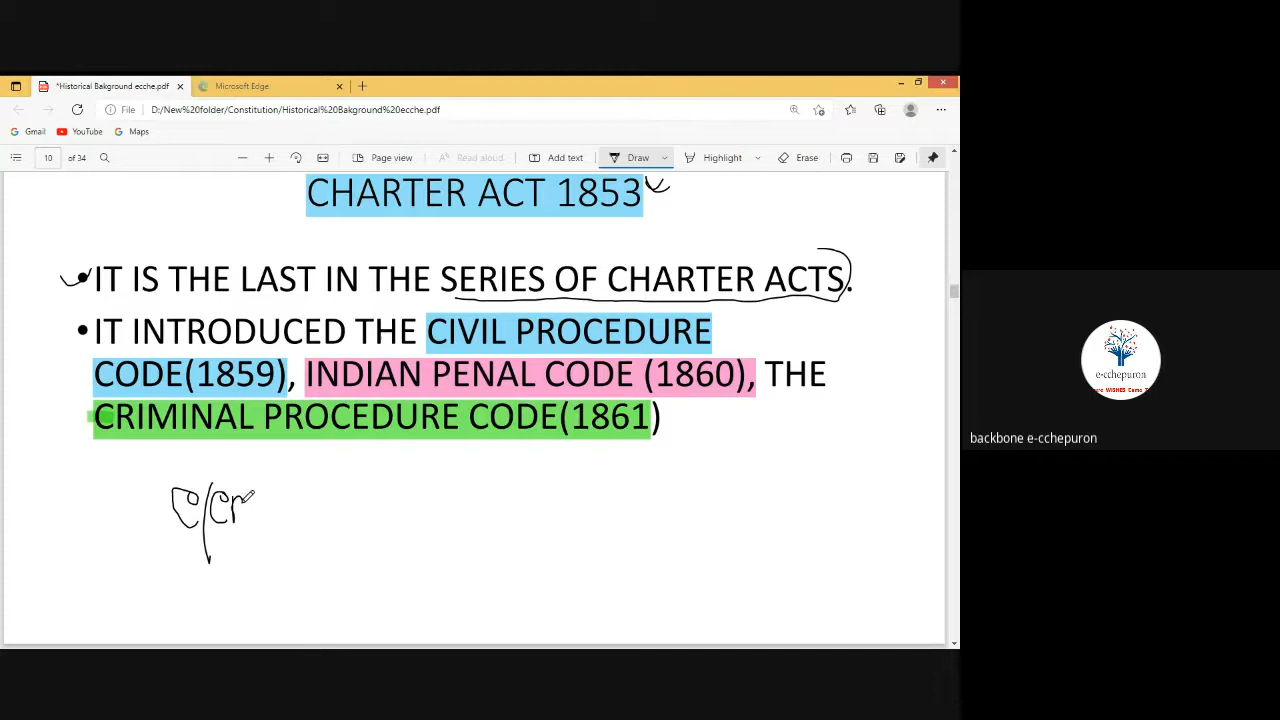 *Historical Bakground ecche.pdf
Microsoft Edge
File D:/New%20folder/Constitution/Historical%20Bakground%20ecche.pdf
Gmail YouTube Maps
10 of 34 Page view Read aloud Add text Draw Highlight Erase
CHARTER ACT 1853
•IT IS THE LAST IN THE SERIES OF CHARTER ACTS.
•IT INTRODUCED THE CIVIL PROCEDURE
CODE(1859), INDIAN PENAL CODE (1860), THE
CRIMINAL PROCEDURE CODE(1861)
e-cchepuron
backbone e-cchepuron